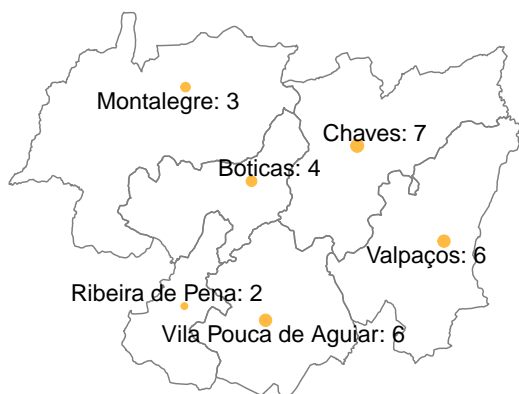 Montalegre: 3
Chaves: 7
Boticas: 4
Valpaços: 6
Ribeira de Pena: 2
Vila Pouca de Aguiar: 6